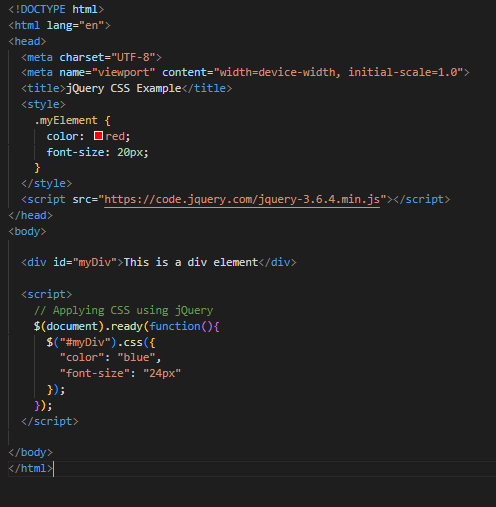 <!DOCTYPE html>
<html lang="en">
<head>
  <meta charset="UTF-8">
  <meta name="viewport" content="width=device-width, initial-scale=1.0">
  <title>jQuery CSS Example</title>
  <style>
    .myElement {
      color: red;
      font-size: 20px;
    }
  </style>
  <script src="https://code.jquery.com/jquery-3.6.4.min.js"></script>
</head>
<body>

  <div id="myDiv">This is a div element</div>

  <script>
    // Applying CSS using jQuery
    $(document).ready(function(){
      $("#myDiv").css({
        "color": "blue",
        "font-size": "24px"
      });
    });
  </script>

</body>
</html>